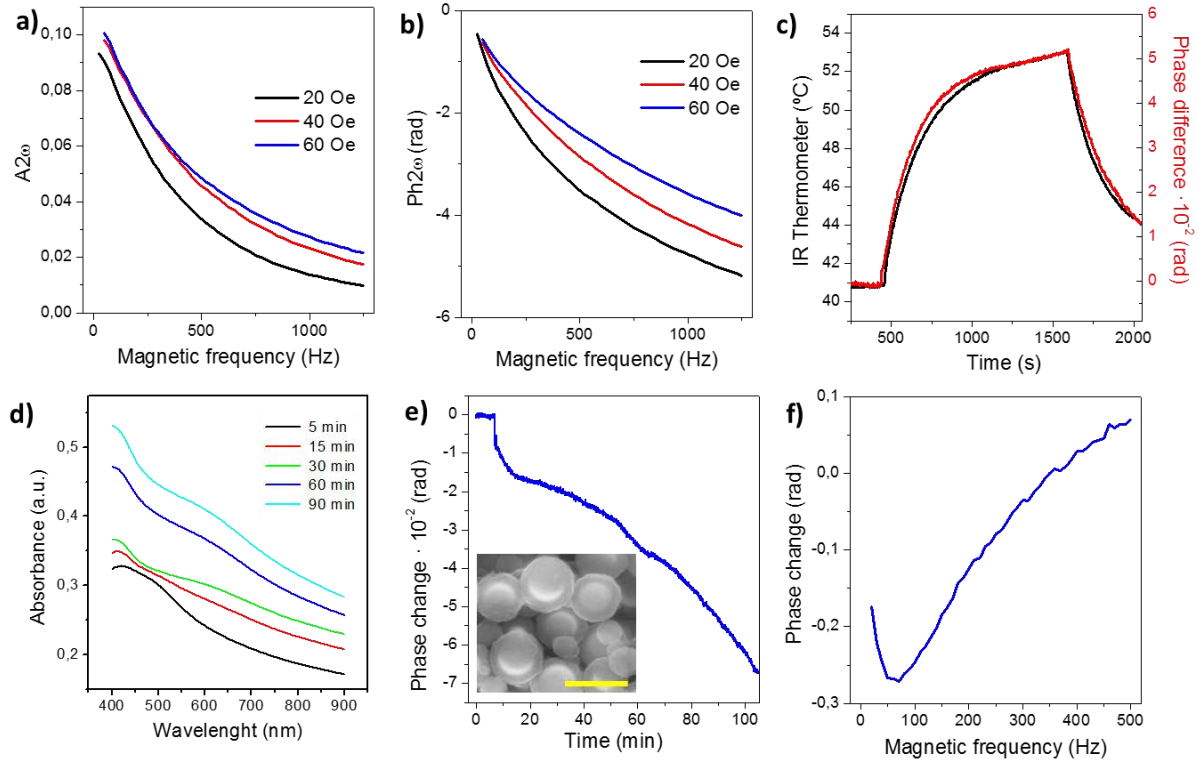 a)
0,10
0,08
0,06
0,04
0,02
0,00
A2ω
20 Oe
40 Oe
60 Oe
0 500 1000
Magnetic frequency (Hz)
b)
0
-2
-4
-6
Ph2ω (rad)
20 Oe
40 Oe
60 Oe
0 500 1000
Magnetic frequency (Hz)
c)
54
52
50
48
46
44
42
40
IR Thermometer (ºC)
6
5
4
3
2
1
0
Phase difference · 10-2 (rad)
500 1000 1500 2000
Time (s)
d)
0,5
0,4
0,3
0,2
Absorbance (a.u.)
5 min
15 min
30 min
60 min
90 min
400 500 600 700 800 900
Wavelenght (nm)
e)
0
-1
-2
-3
-4
-5
-6
-7
Phase change · 10-2 (rad)
0 20 40 60 80 100
Time (min)
f)
0,1
0,0
-0,1
-0,2
-0,3
Phase change (rad)
0 100 200 300 400 500
Magnetic frequency (Hz)